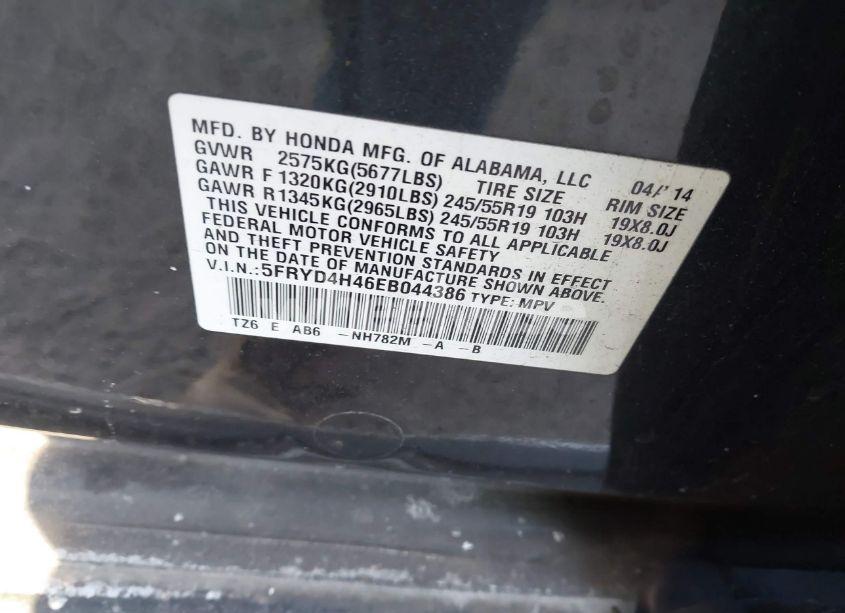 MFD. BY HONDA MFG. OF ALABAMA, LLC 04/'14
GVWR 2575KG(5677LBS) TIRE SIZE RIM SIZE
GAWR F 1320KG(2910LBS) 245/55R19 103H 19X8.0J
GAWR R 1345KG(2965LBS) 245/55R19 103H 19X8.0J
THIS VEHICLE CONFORMS TO ALL APPLICABLE
FEDERAL MOTOR VEHICLE SAFETY
AND THEFT PREVENTION STANDARDS IN EFFECT
ON THE DATE OF MANUFACTURE SHOWN ABOVE.
V.I.N.:5FRYD4H46EB044386 TYPE: MPV
TZ6 E AB6 -NH782M -A -B